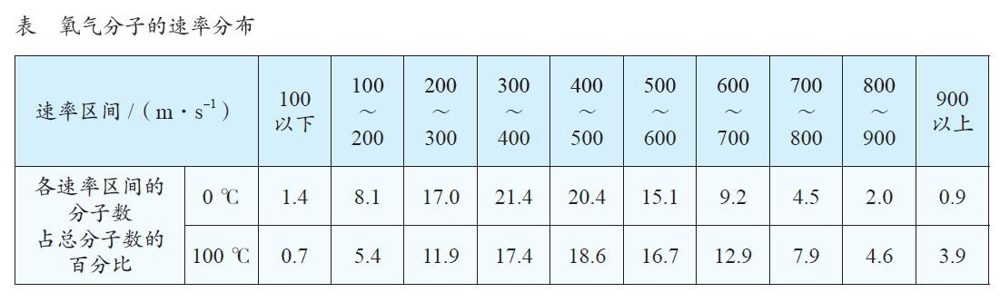 表 氧气分子的速率分布
速率区间 / ( m · s⁻¹ ) 100 以下 100 ~ 200 200 ~ 300 300 ~ 400 400 ~ 500 500 ~ 600 600 ~ 700 700 ~ 800 800 ~ 900 900 以上
各速率区间的
分子数
占总分子数的
百分比
0 ℃ 1.4 8.1 17.0 21.4 20.4 15.1 9.2 4.5 2.0 0.9
100 ℃ 0.7 5.4 11.9 17.4 18.6 16.7 12.9 7.9 4.6 3.9